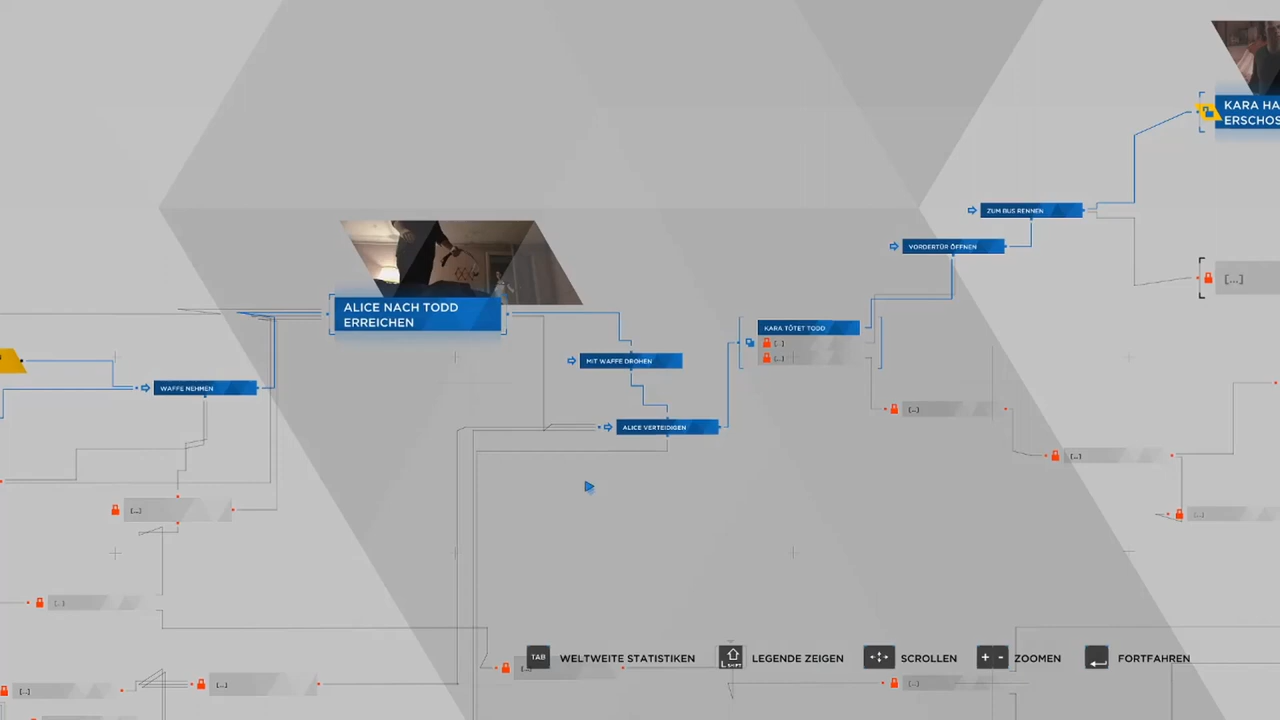 KARA HA
ERSCHOS
ZUM BUS RENNEN
VORDERTÜR ÖFFNEN
[...]
ALICE NACH TODD
ERREICHEN
KARA TÖTET TODD
[...]
[...]
MIT WAFFE DROHEN
WAFFE NEHMEN
[...]
ALICE VERTEIDIGEN
[...]
[...]
[...]
[...]
TAB WELTWEITE STATISTIKEN
L SHIFT LEGENDE ZEIGEN
SCROLLEN
+ - ZOOMEN
FORTFAHREN
[...]
[...]
[...]